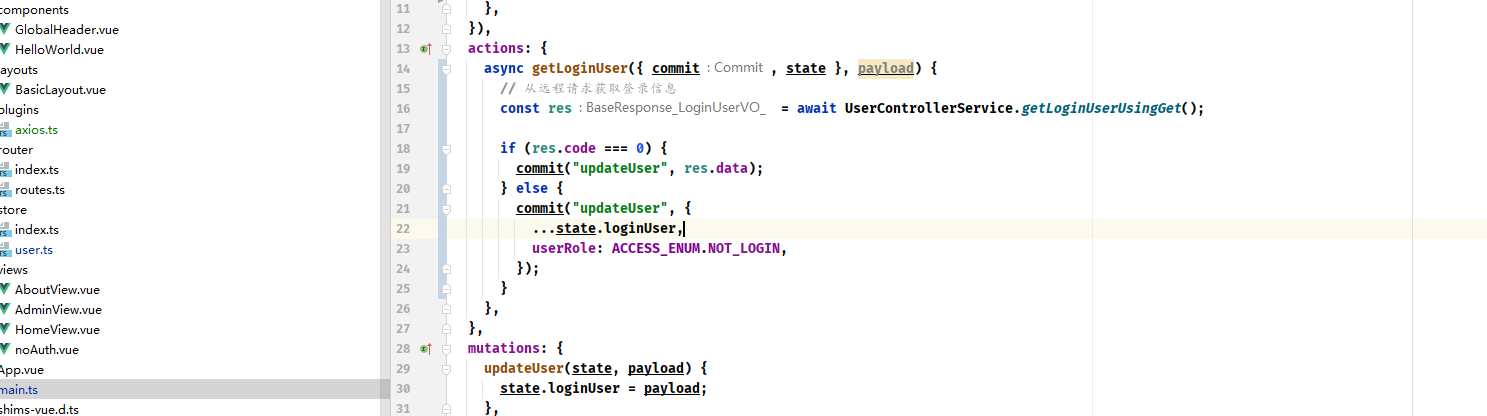 components
GlobalHeader.vue
HelloWorld.vue
layouts
BasicLayout.vue
plugins
axios.ts
router
index.ts
routes.ts
store
index.ts
user.ts
views
AboutView.vue
AdminView.vue
HomeView.vue
noAuth.vue
App.vue
main.ts
shims-vue.d.ts
11 },
12 }),
13 actions: {
14 async getLoginUser({ commit : Commit , state }, payload) {
15 // 从远程请求获取登录信息
16 const res : BaseResponse_LoginUserVO_ = await UserControllerService.getLoginUserUsingGet();
17
18 if (res.code === 0) {
19 commit("updateUser", res.data);
20 } else {
21 commit("updateUser", {
22 ...state.loginUser,
23 userRole: ACCESS_ENUM.NOT_LOGIN,
24 });
25 }
26 },
27 },
28 mutations: {
29 updateUser(state, payload) {
30 state.loginUser = payload;
31 },